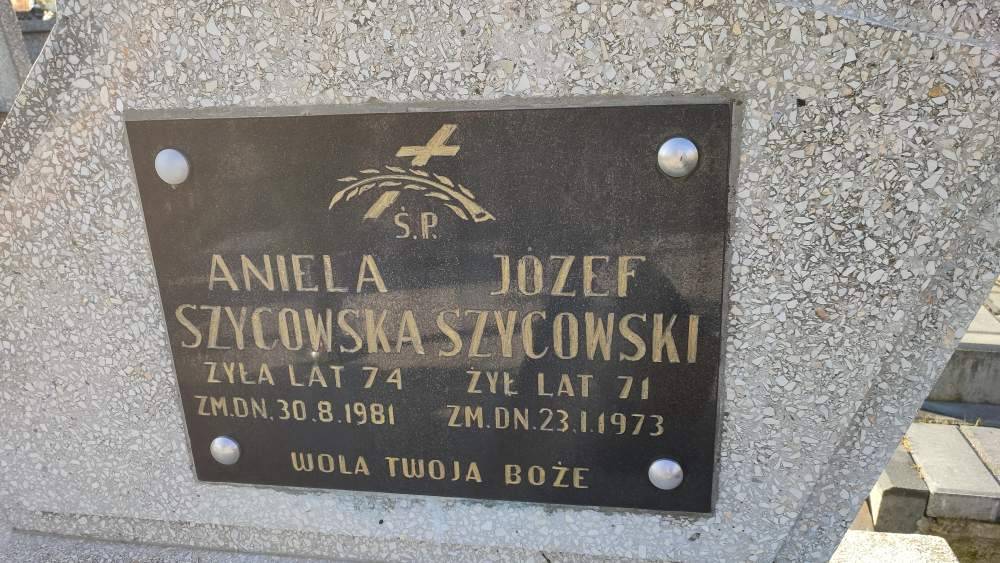 Ś.P.
ANIELA JÓZEF
SZYCOWSKA SZYCOWSKI
ŻYŁA LAT 74 ŻYŁ LAT 71
ZM.DN.30.8.1981 ZM.DN.23.I.1973
WOLA TWOJA BOŻE